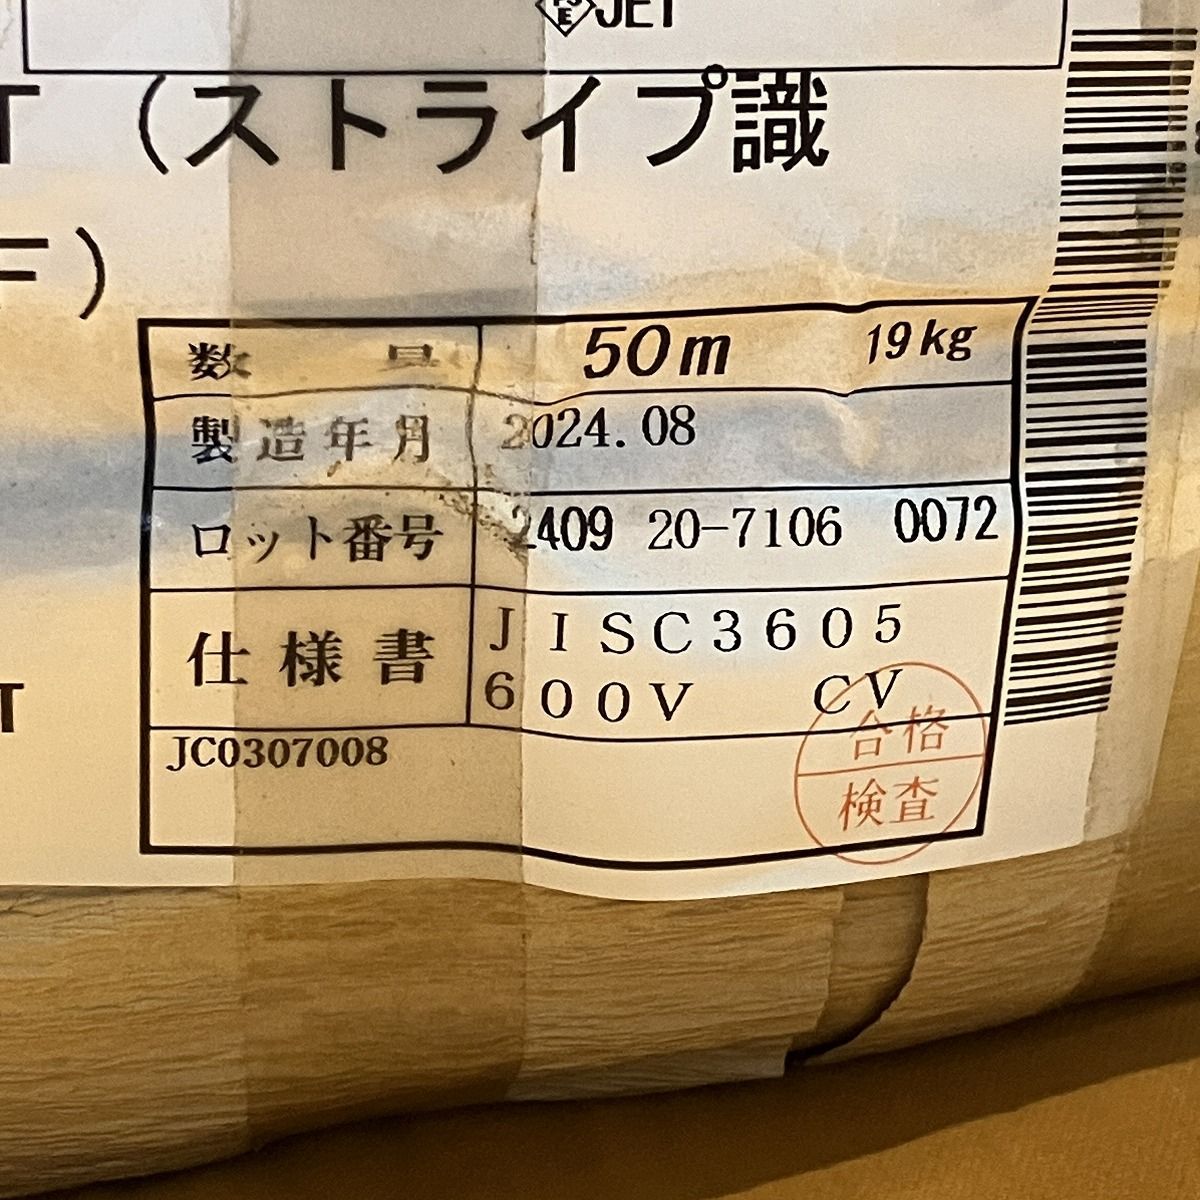 JET
T (ストライプ識
F)
数量 50m 19kg
製造年月 2024.08
ロット番号 2409 20-7106 0072
仕様書 JISC3605
600V CV
T
JC0307008
合格
検査